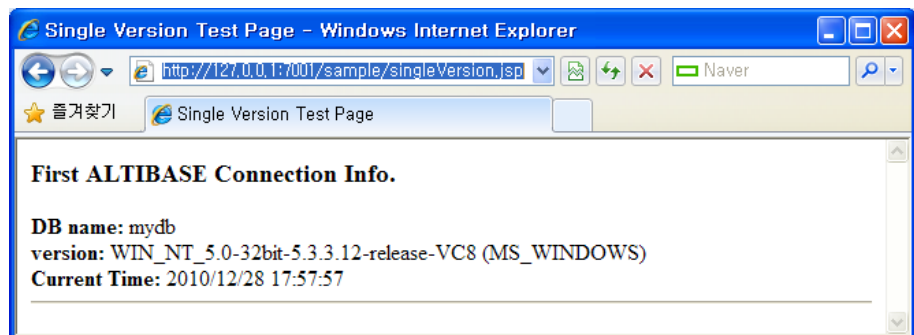 Single Version Test Page - Windows Internet Explorer
http://127.0.0.1:7001/sample/singleVersion.jsp
Naver
즐겨찾기
Single Version Test Page
First ALTIBASE Connection Info.
DB name: mydb
version: WIN_NT_5.0-32bit-5.3.3.12-release-VC8 (MS_WINDOWS)
Current Time: 2010/12/28 17:57:57